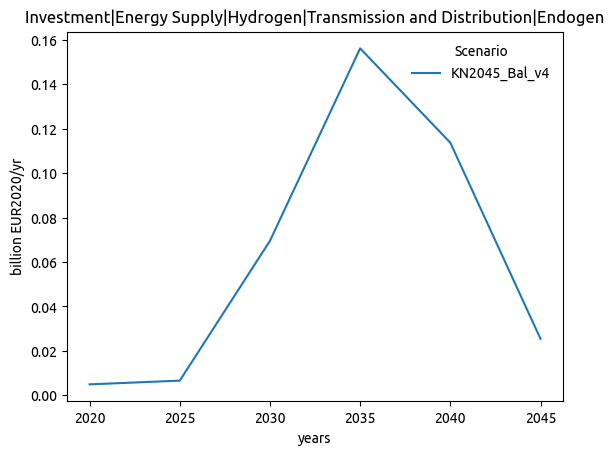 Investment|Energy Supply|Hydrogen|Transmission and Distribution|Endogen
Scenario
KN2045_Bal_v4
billion EUR2020/yr
0.16
0.14
0.12
0.10
0.08
0.06
0.04
0.02
0.00
2020 2025 2030 2035 2040 2045
years